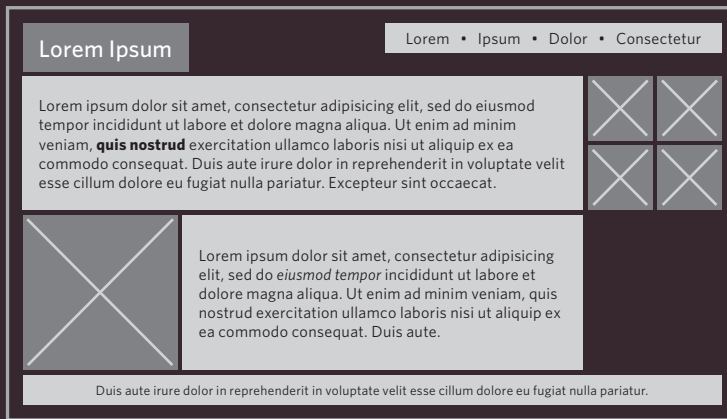 Lorem Ipsum
Lorem • Ipsum • Dolor • Consectetur
Lorem ipsum dolor sit amet, consectetur adipisicing elit, sed do eiusmod
tempor incididunt ut labore et dolore magna aliqua. Ut enim ad minim
veniam, quis nostrud exercitation ullamco laboris nisi ut aliquip ex ea
commodo consequat. Duis aute irure dolor in reprehenderit in voluptate velit
esse cillum dolore eu fugiat nulla pariatur. Excepteur sint occaecat.
Lorem ipsum dolor sit amet, consectetur adipisicing
elit, sed do eiusmod tempor incididunt ut labore et
dolore magna aliqua. Ut enim ad minim veniam, quis
nostrud exercitation ullamco laboris nisi ut aliquip ex
ea commodo consequat. Duis aute.
Duis aute irure dolor in reprehenderit in voluptate velit esse cillum dolore eu fugiat nulla pariatur.